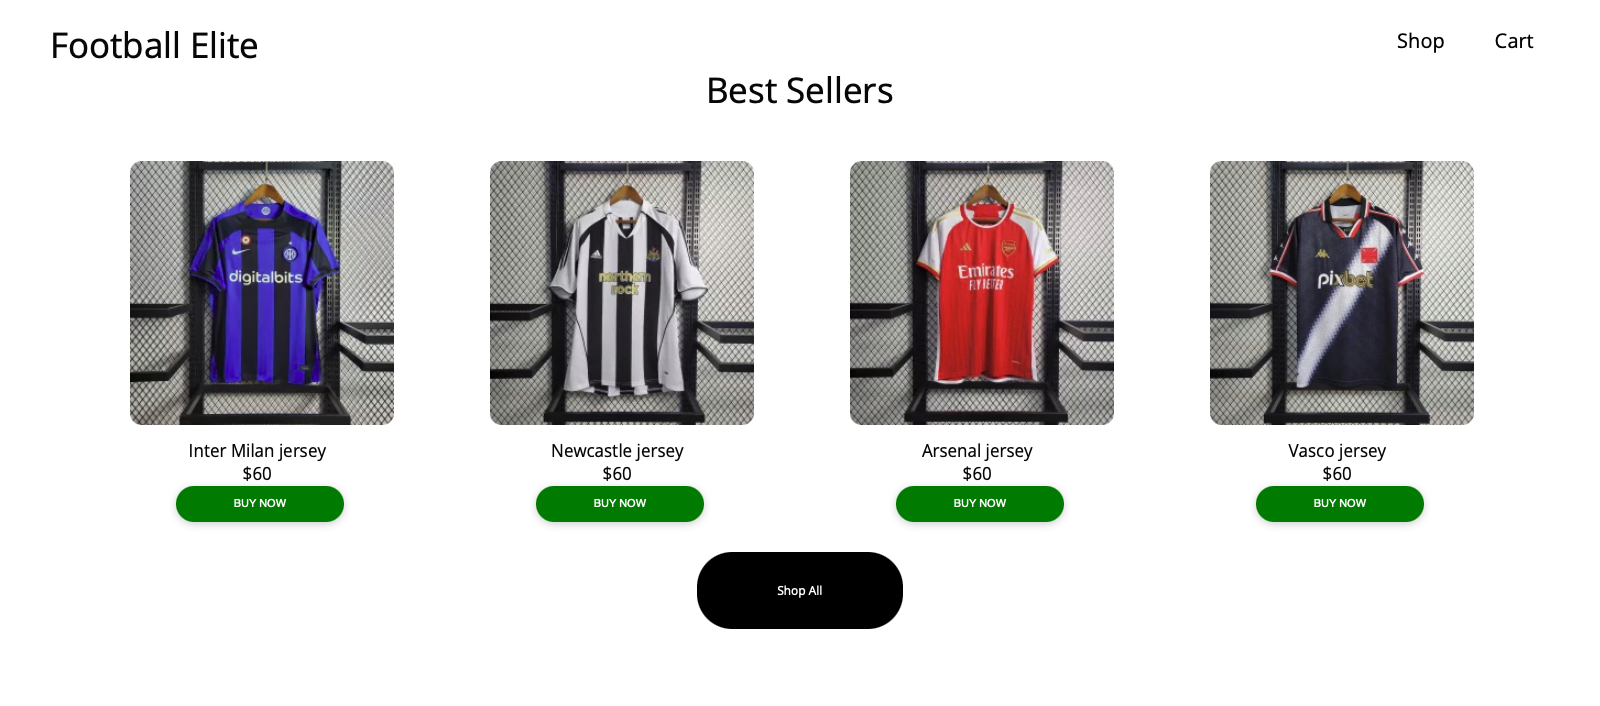 Football Elite
Shop
Cart
Best Sellers
digitalbits
northern
rock
Emirates
FLY BETTER
pixbet
Inter Milan jersey
Newcastle jersey
Arsenal jersey
Vasco jersey
$60
$60
$60
$60
BUY NOW
BUY NOW
BUY NOW
BUY NOW
Shop All